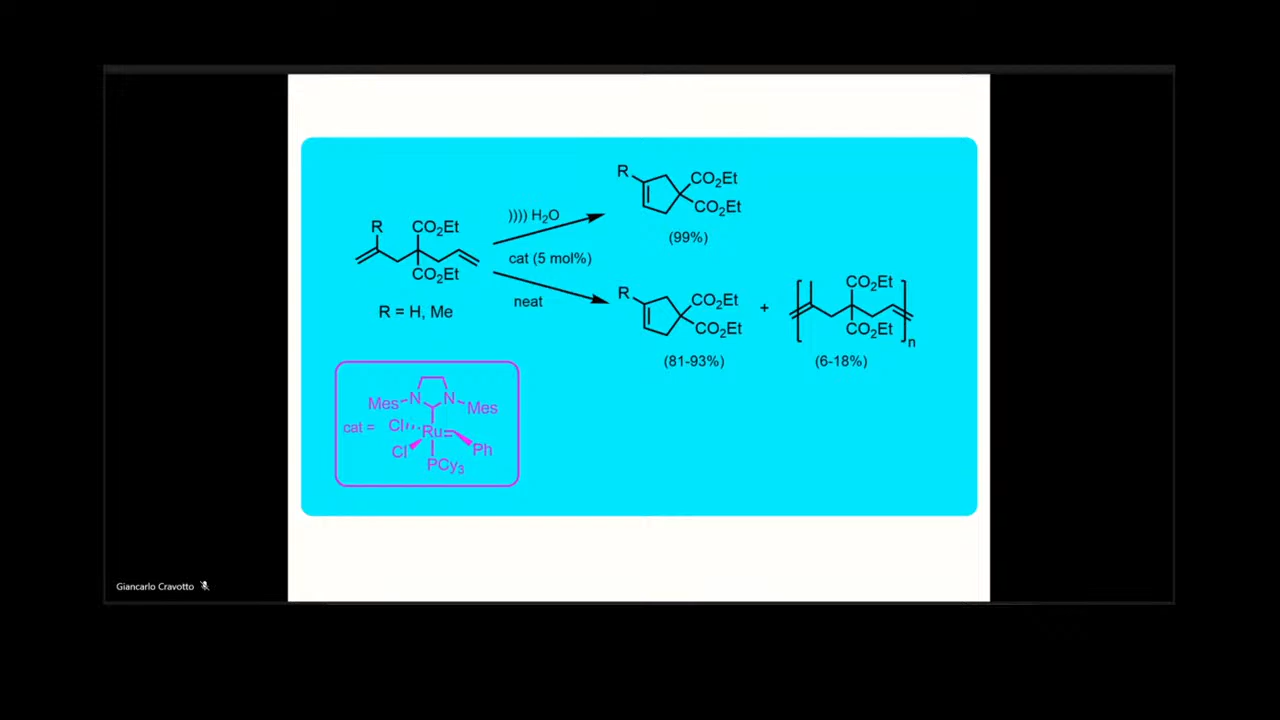 R
CO₂Et
CO₂Et
R = H, Me
)))) H₂O
cat (5 mol%)
neat
R
CO₂Et
CO₂Et
(99%)
R
CO₂Et
CO₂Et
(81-93%)
+
CO₂Et
CO₂Et
n
(6-18%)
cat =
Mes
N
N
Mes
Cl
Ru
Cl
Ph
PCy₃
Giancarlo Cravotto